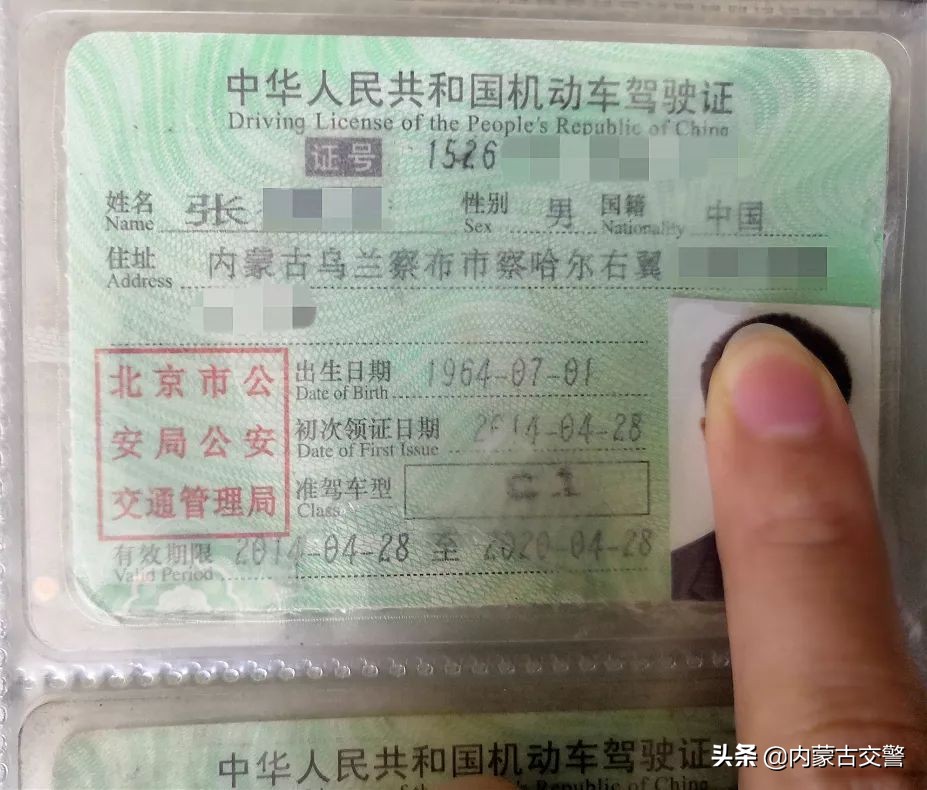 中华人民共和国机动车驾驶证
Driving License of the People's Republic of China
证号 1526
姓名 张 性别 男 国籍 中国
Name Sex Nationality
住址 内蒙古乌兰察布市察哈尔右翼
Address
北京市公
安局公安
交通管理局
出生日期 1964-07-01
Date of Birth
初次领证日期 2014-04-28
Date of First Issue
准驾车型 C1
Class
有效期限 2014-04-28 至 2020-04-28
Valid Period
中华人民共和国机动车驾驶证
Republic of China
头条 @内蒙古交警